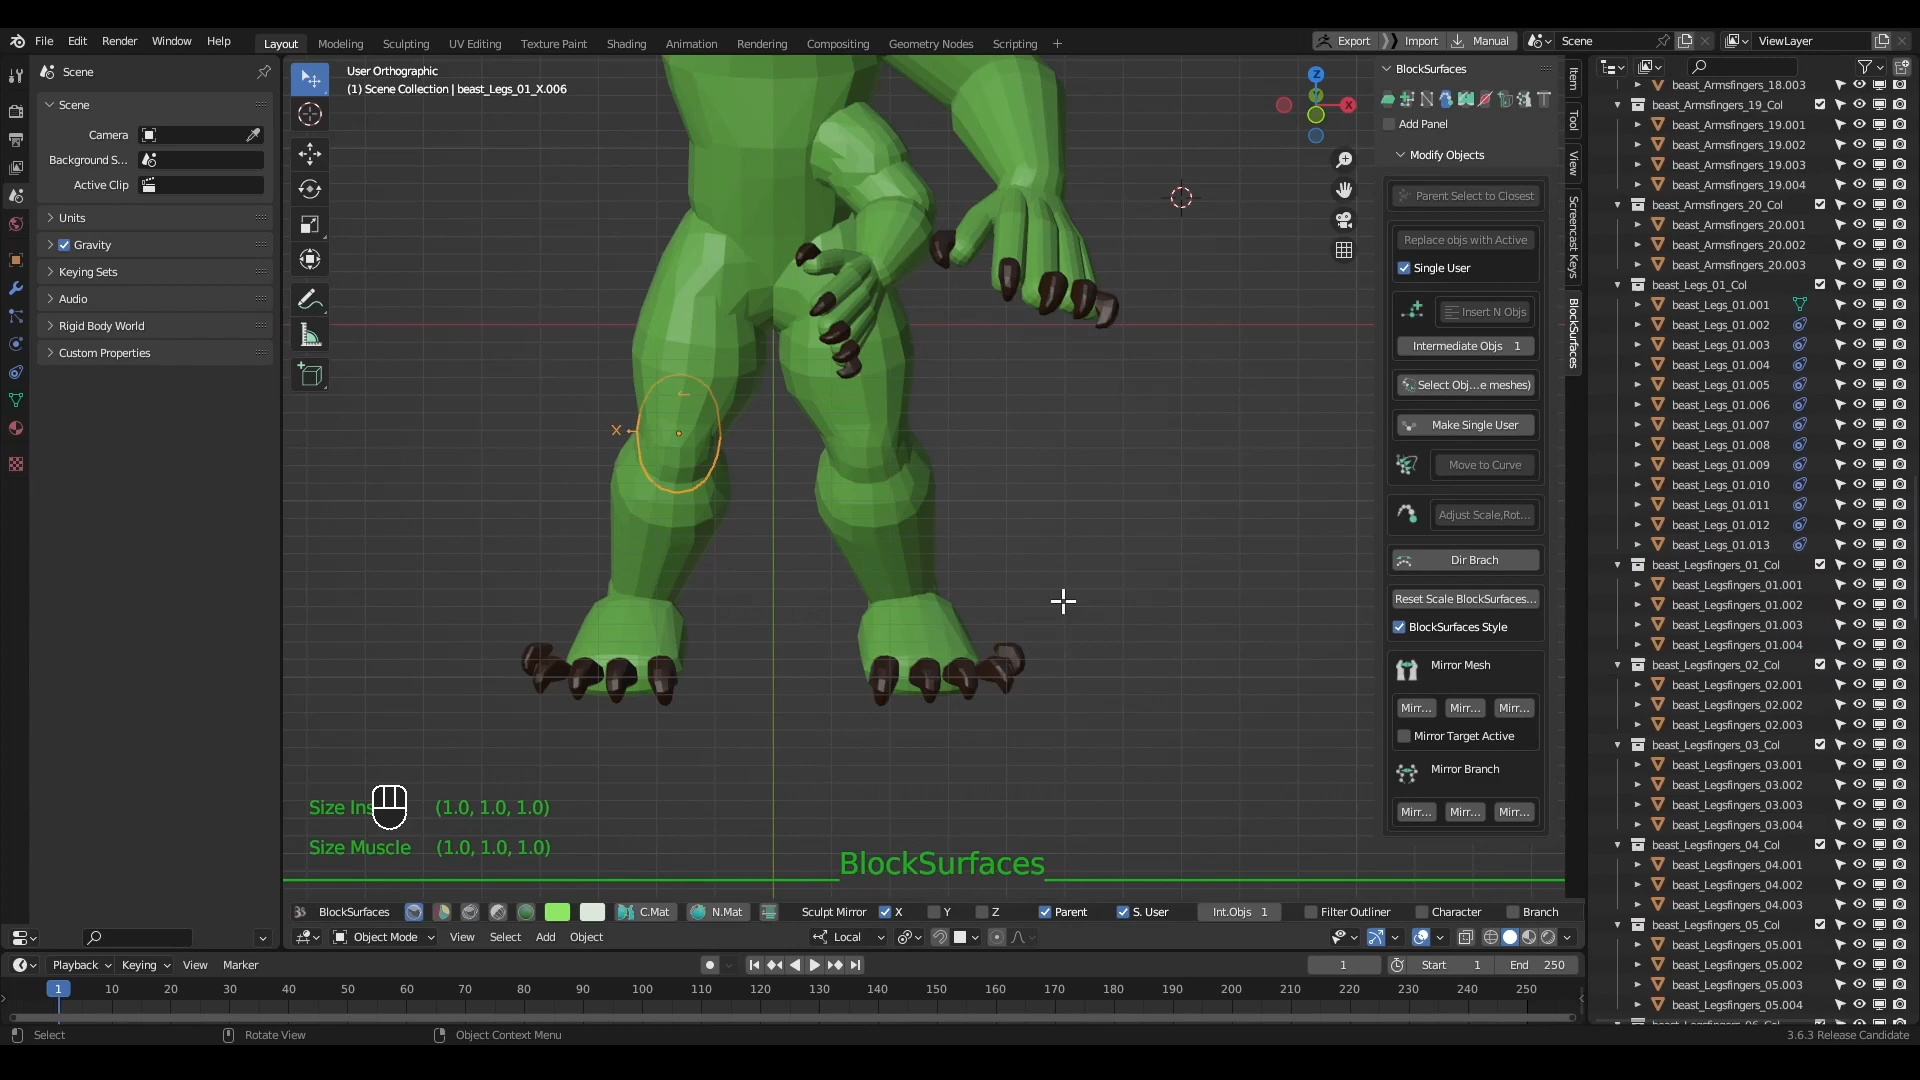 File Edit Render Window Help
Layout Modeling Sculpting UV Editing Texture Paint Shading Animation Rendering Compositing Geometry Nodes Scripting +
Export Import Manual Scene ViewLayer
Scene
Scene
Camera
Background S...
Active Clip
Units
Gravity
Keying Sets
Audio
Rigid Body World
Custom Properties
User Orthographic
(1) Scene Collection | beast_Legs_01_X.006
Z
X
X
Size Ins
(1.0, 1.0, 1.0)
Size Muscle (1.0, 1.0, 1.0)
BlockSurfaces
BlockSurfaces
Add Panel
Modify Objects
Parent Select to Closest
Replace objs with Active
Single User
Insert N Objs
Intermediate Objs 1
Select Obj...e meshes)
Make Single User
Move to Curve
Adjust Scale,Rot...
Dir Brach
Reset Scale BlockSurfaces...
BlockSurfaces Style
Mirror Mesh
Mirr... Mirr... Mirr...
Mirror Target Active
Mirror Branch
Mirr... Mirr... Mirr...
Item
Tool
View
Screencast Keys
BlockSurfaces
beast_Armsfingers_18.003
beast_Armsfingers_19_Col
beast_Armsfingers_19.001
beast_Armsfingers_19.002
beast_Armsfingers_19.003
beast_Armsfingers_19.004
beast_Armsfingers_20_Col
beast_Armsfingers_20.001
beast_Armsfingers_20.002
beast_Armsfingers_20.003
beast_Legs_01_Col
beast_Legs_01.001
beast_Legs_01.002
beast_Legs_01.003
beast_Legs_01.004
beast_Legs_01.005
beast_Legs_01.006
beast_Legs_01.007
beast_Legs_01.008
beast_Legs_01.009
beast_Legs_01.010
beast_Legs_01.011
beast_Legs_01.012
beast_Legs_01.013
beast_Legsfingers_01_Col
beast_Legsfingers_01.001
beast_Legsfingers_01.002
beast_Legsfingers_01.003
beast_Legsfingers_01.004
beast_Legsfingers_02_Col
beast_Legsfingers_02.001
beast_Legsfingers_02.002
beast_Legsfingers_02.003
beast_Legsfingers_03_Col
beast_Legsfingers_03.001
beast_Legsfingers_03.002
beast_Legsfingers_03.003
beast_Legsfingers_03.004
beast_Legsfingers_04_Col
beast_Legsfingers_04.001
beast_Legsfingers_04.002
beast_Legsfingers_04.003
beast_Legsfingers_05_Col
beast_Legsfingers_05.001
beast_Legsfingers_05.002
beast_Legsfingers_05.003
beast_Legsfingers_05.004
beast_Legsfingers_06_Col
BlockSurfaces C.Mat N.Mat Sculpt Mirror X Y Z Parent S. User Int.Objs 1 Filter Outliner Character Branch
Object Mode View Select Add Object Local
Playback Keying View Marker 1 Start 1 End 250
1 10 20 30 40 50 60 70 80 90 100 110 120 130 140 150 160 170 180 190 200 210 220 230 240 250
Select Rotate View Object Context Menu 3.6.3 Release Candidate